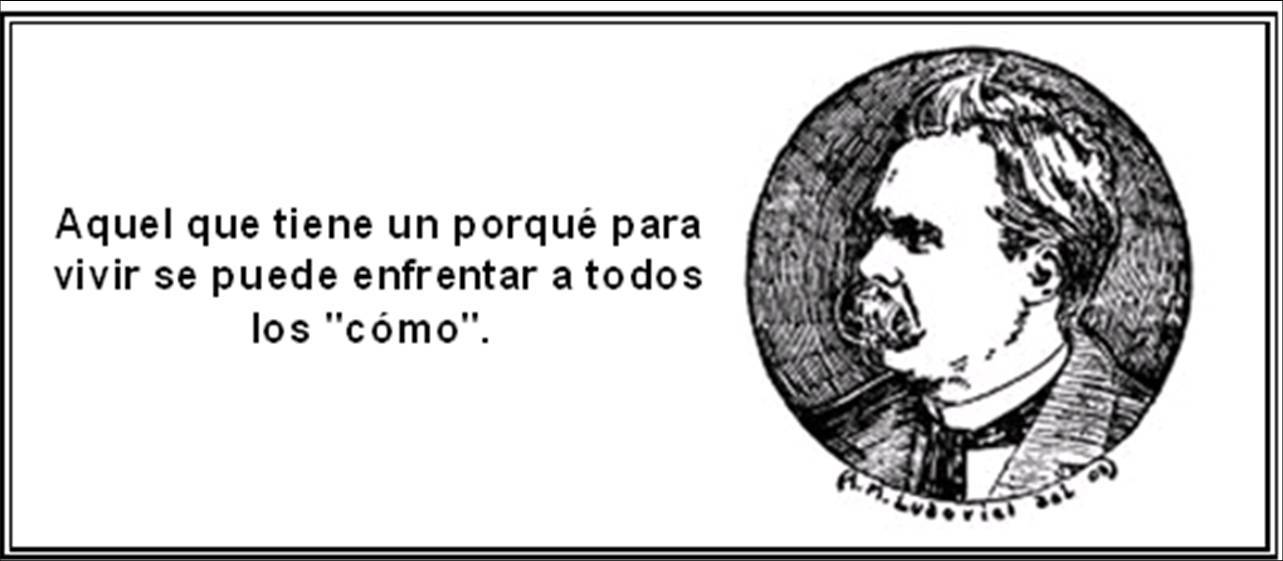 Aquel que tiene un porqué para
vivir se puede enfrentar a todos
los "cómo".